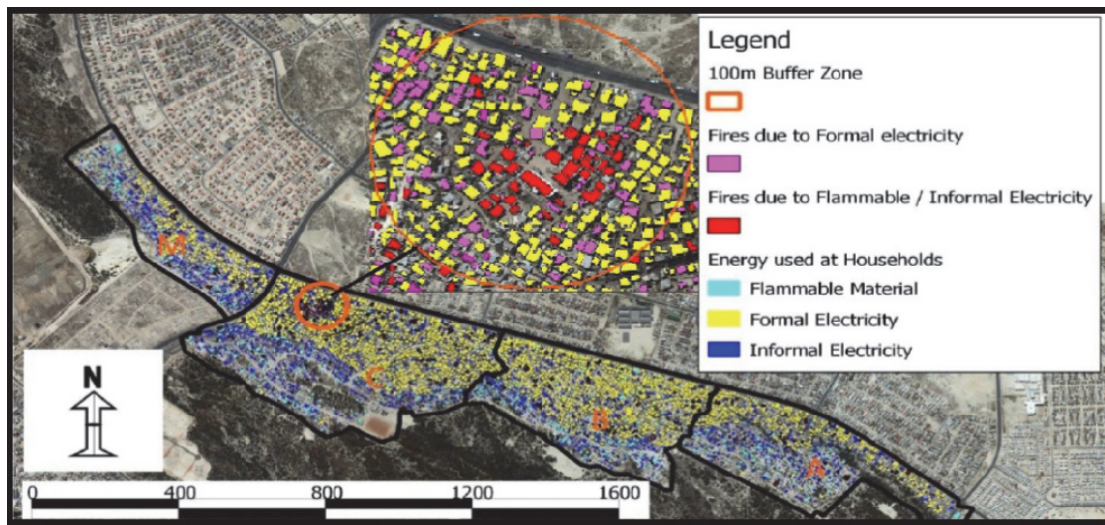 Legend
100m Buffer Zone
Fires due to Formal electricity
Fires due to Flammable / Informal Electricity
Energy used at Households
Flammable Material
Formal Electricity
Informal Electricity
M
C
B
A
N
0 400 800 1200 1600